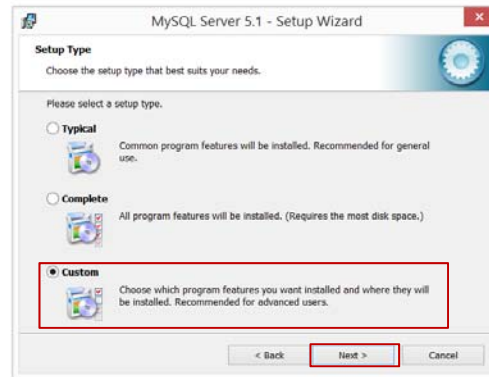 MySQL Server 5.1 - Setup Wizard
Setup Type
Choose the setup type that best suits your needs.
Please select a setup type.
Typical
Common program features will be installed. Recommended for general
use.
Complete
All program features will be installed. (Requires the most disk space.)
Custom
Choose which program features you want installed and where they will
be installed. Recommended for advanced users.
< Back
Next >
Cancel